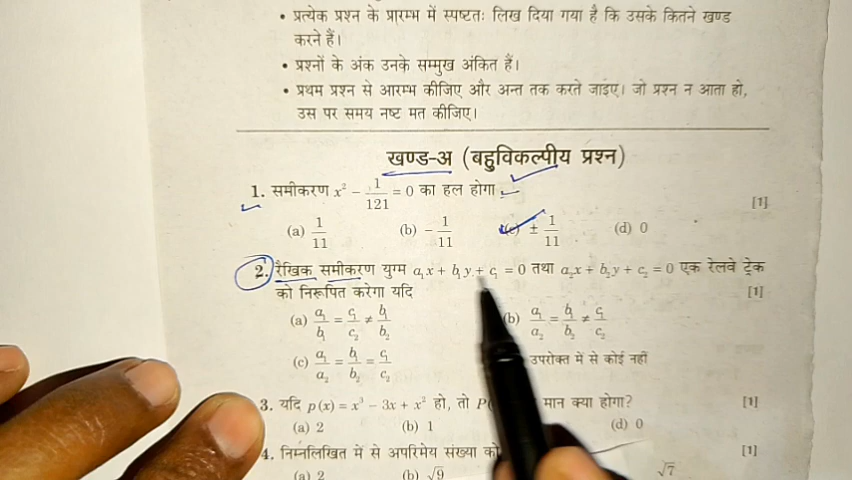 • प्रत्येक प्रश्न के प्रारम्भ में स्पष्टतः लिख दिया गया है कि उसके कितने खण्ड
करने हैं।
• प्रश्नों के अंक उनके सम्मुख अंकित हैं।
• प्रथम प्रश्न से आरम्भ कीजिए और अन्त तक करते जाइए। जो प्रश्न न आता हो,
उस पर समय नष्ट मत कीजिए।
खण्ड-अ (बहुविकल्पीय प्रश्न)
1. समीकरण x² − 1/121 = 0 का हल होगा [1]
(a) 1/11 (b) − 1/11 (c) ± 1/11 (d) 0
2. रैखिक समीकरण युग्म a₁x + b₁y + c₁ = 0 तथा a₂x + b₂y + c₂ = 0 एक रेलवे ट्रेक
को निरूपित करेगा यदि [1]
(a) a₁/b₁ = c₁/c₂ ≠ b₁/b₂ (b) a₁/a₂ = b₁/b₂ ≠ c₁/c₂
(c) a₁/a₂ = b₁/b₂ = c₁/c₂ उपरोक्त में से कोई नहीं
3. यदि p(x) = x³ − 3x + x² हो, तो P( मान क्या होगा? [1]
(a) 2 (b) 1 (d) 0
4. निम्नलिखित में से अपरिमेय संख्या को [1]
(a) 2 (b) √9 √7